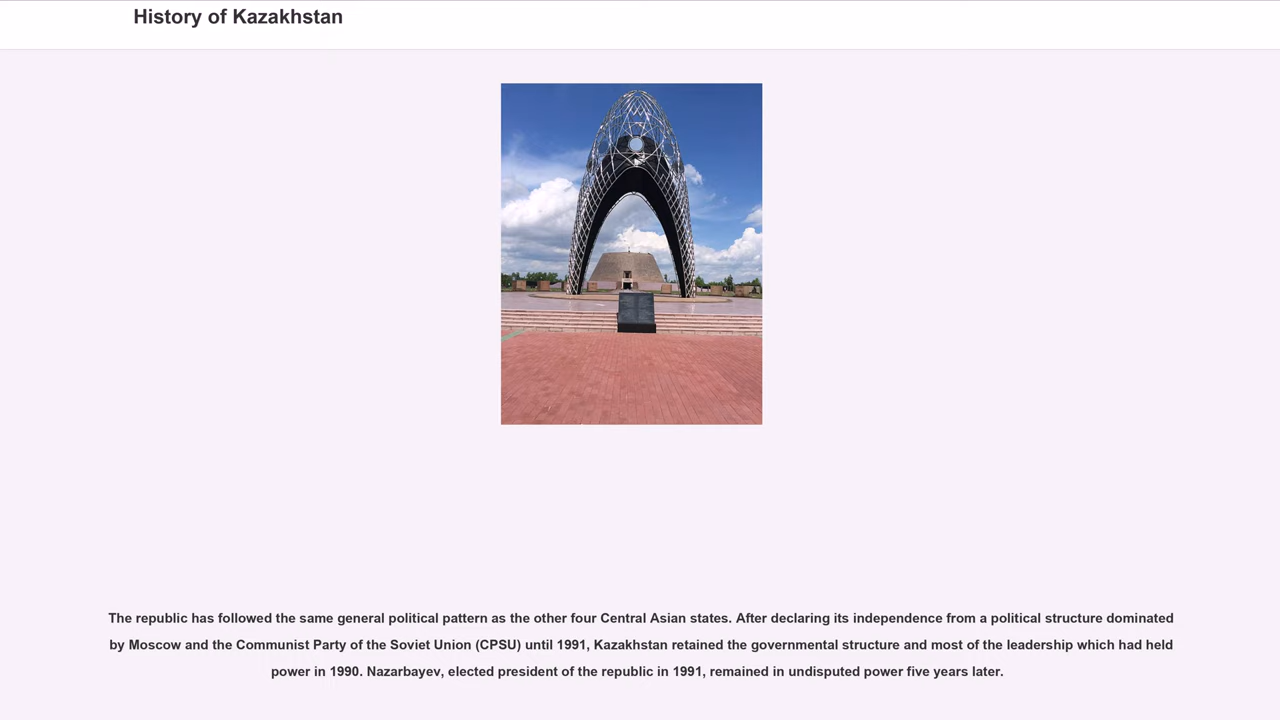 History of Kazakhstan
The republic has followed the same general political pattern as the other four Central Asian states. After declaring its independence from a political structure dominated
by Moscow and the Communist Party of the Soviet Union (CPSU) until 1991, Kazakhstan retained the governmental structure and most of the leadership which had held
power in 1990. Nazarbayev, elected president of the republic in 1991, remained in undisputed power five years later.